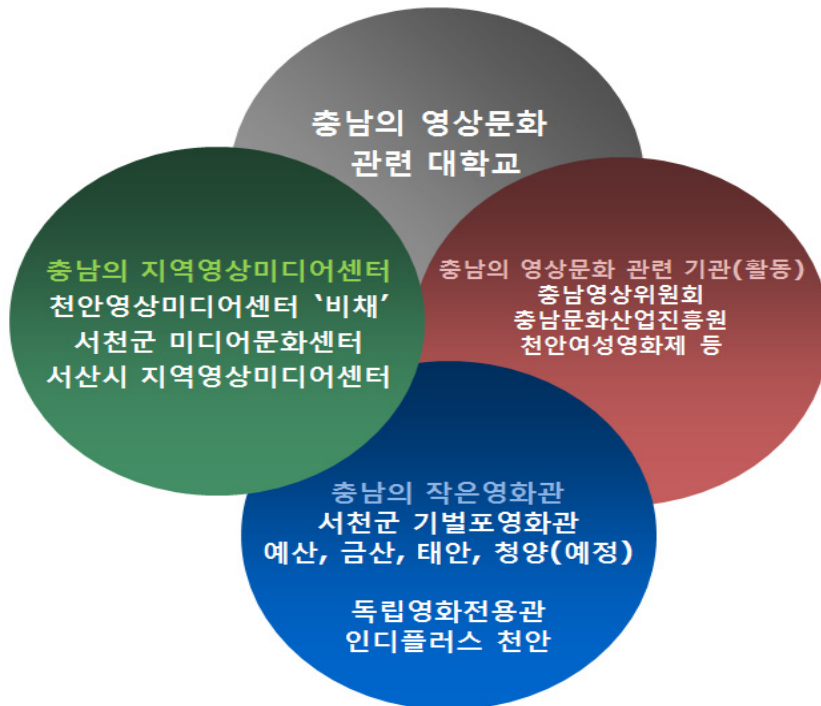 충남의 영상문화
관련 대학교
충남의 지역영상미디어센터
천안영상미디어센터 ‘비채’
서천군 미디어문화센터
서산시 지역영상미디어센터
충남의 영상문화 관련 기관(활동)
충남영상위원회
충남문화산업진흥원
천안여성영화제 등
충남의 작은영화관
서천군 기벌포영화관
예산, 금산, 태안, 청양(예정)
독립영화전용관
인디플러스 천안